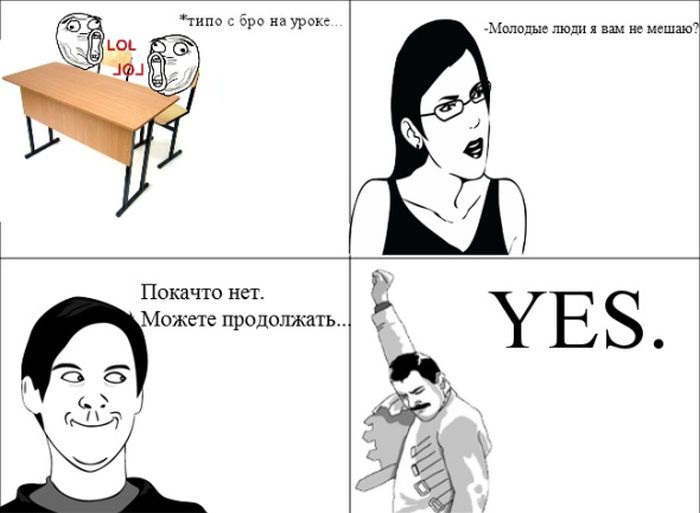 *типо с бро на уроке...
LOL
LOL
-Молодые люди я вам не мешаю?
Покачто нет.
Можете продолжать...
YES.